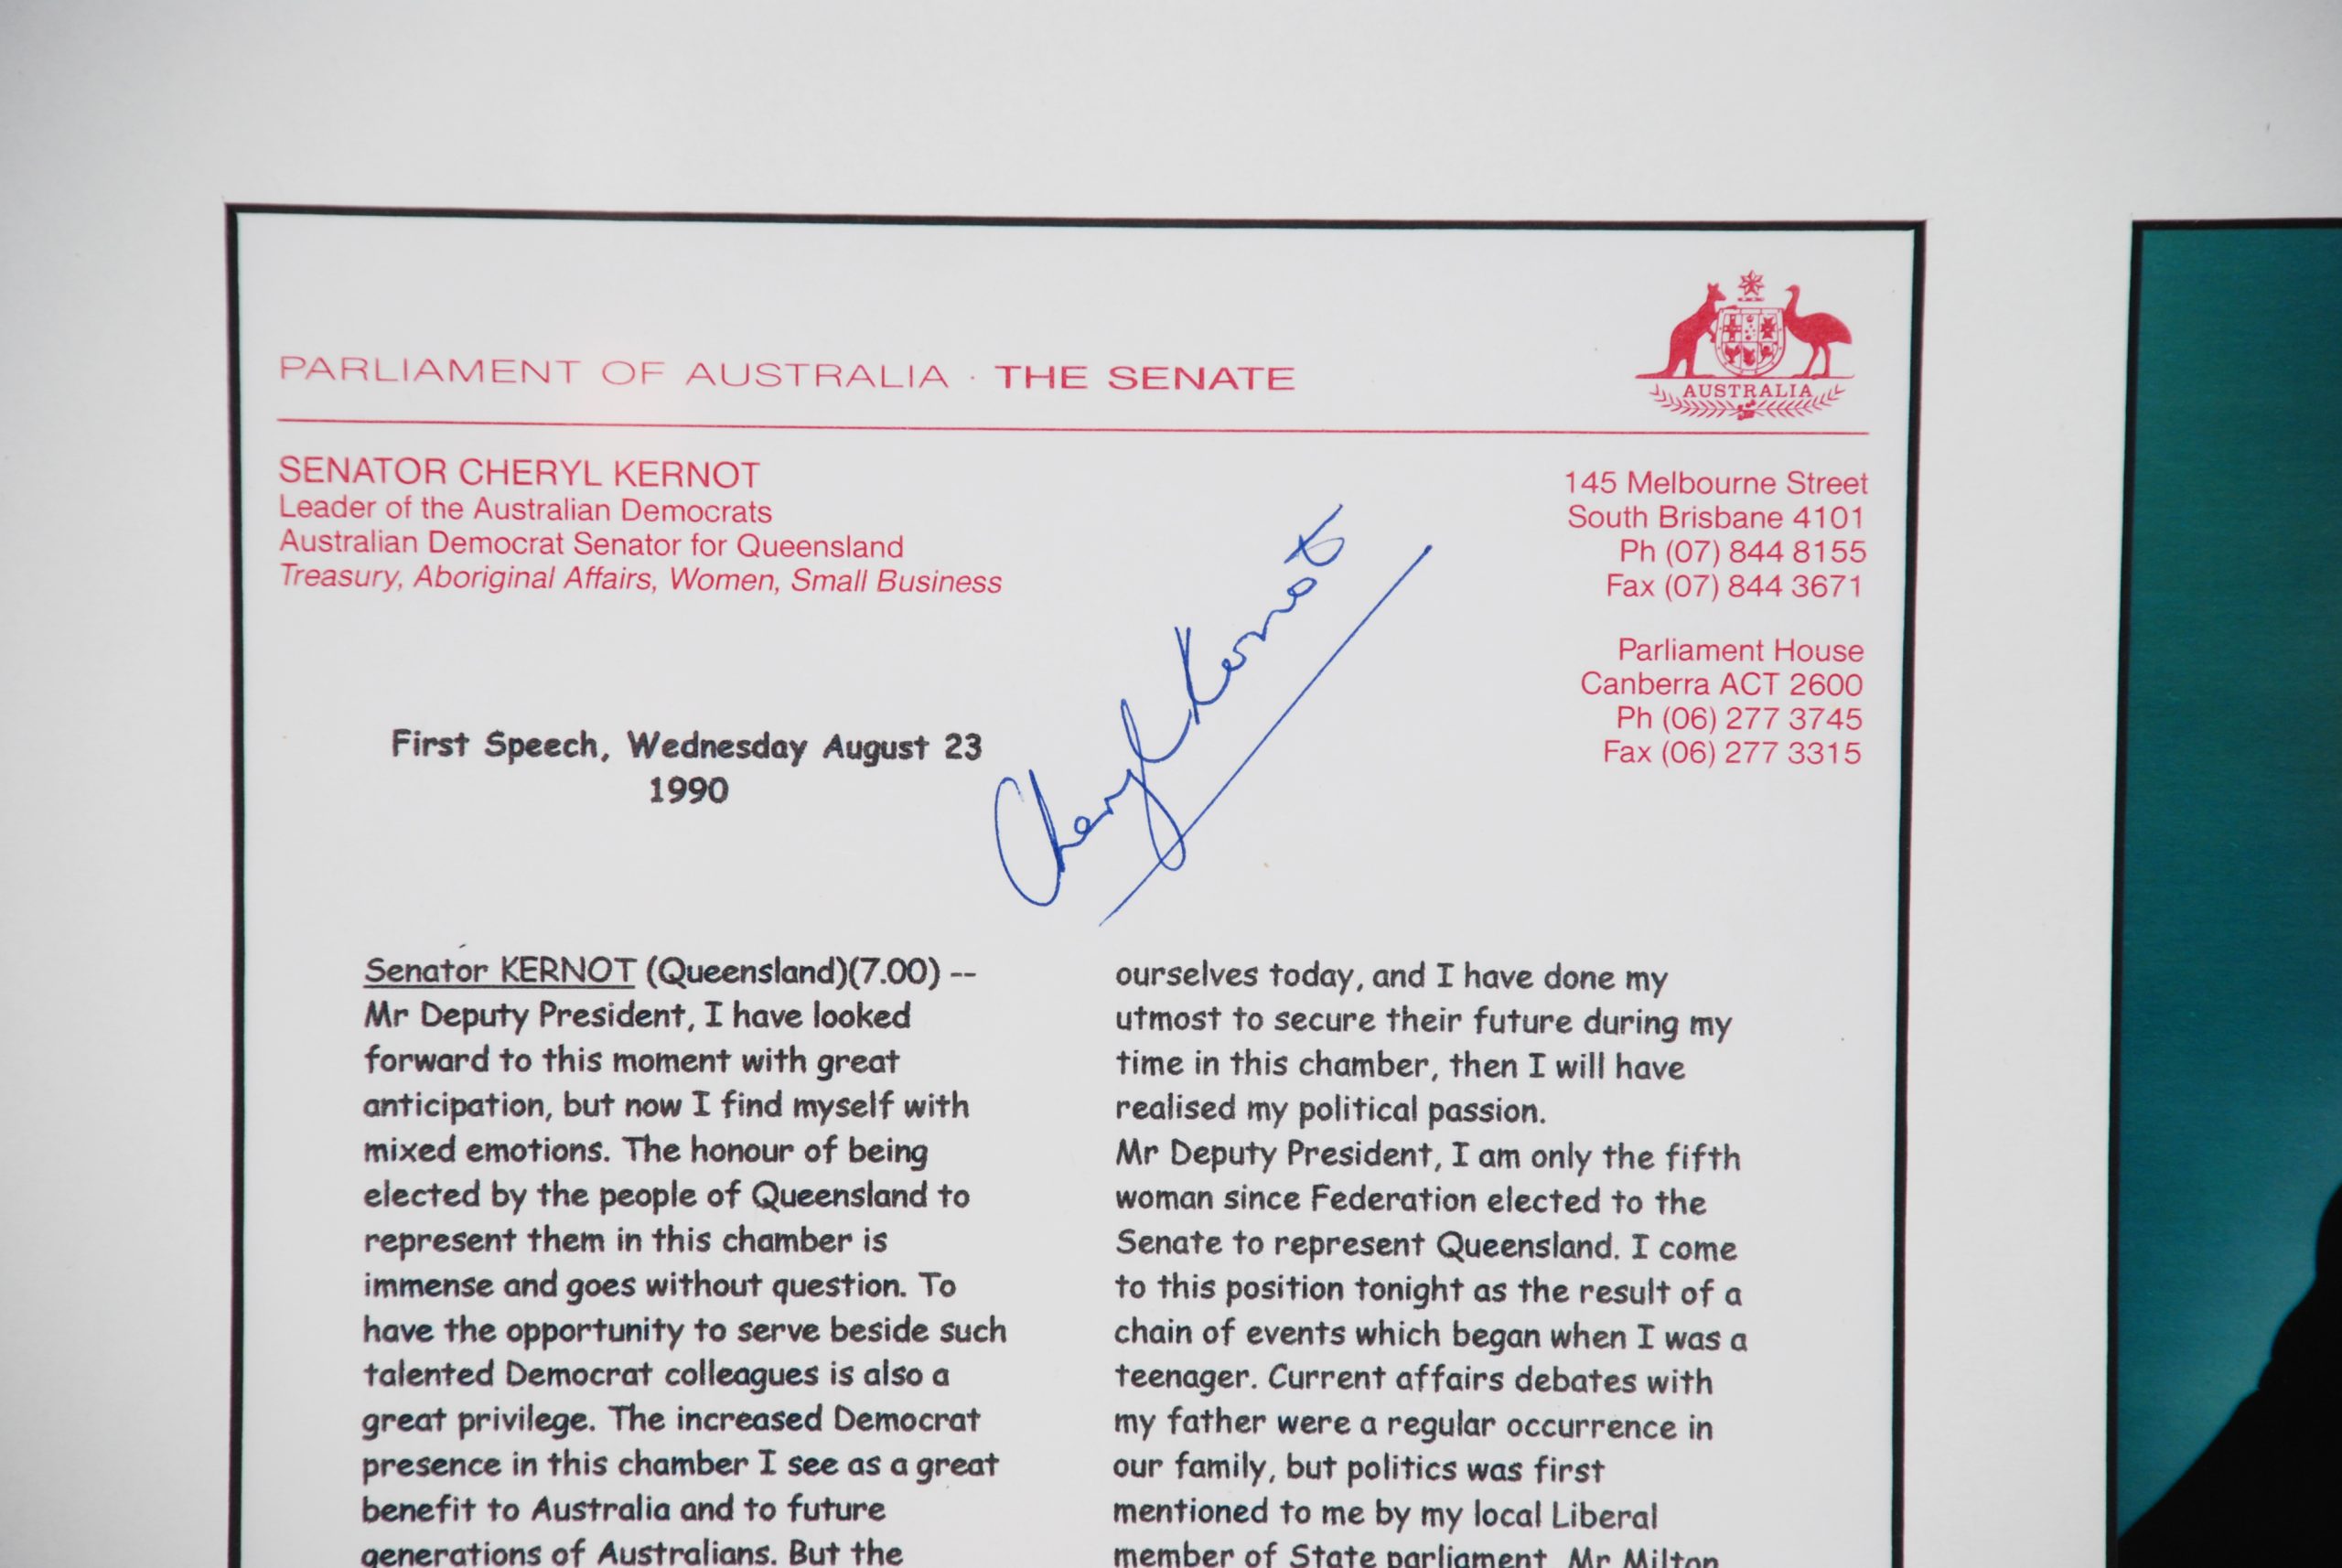 PARLIAMENT OF AUSTRALIA · THE SENATE
AUSTRALIA
SENATOR CHERYL KERNOT
Leader of the Australian Democrats
Australian Democrat Senator for Queensland
Treasury, Aboriginal Affairs, Women, Small Business
145 Melbourne Street
South Brisbane 4101
Ph (07) 844 8155
Fax (07) 844 3671
Parliament House
Canberra ACT 2600
Ph (06) 277 3745
Fax (06) 277 3315
Cheryl Kernot
First Speech, Wednesday August 23
1990
Senator KERNOT (Queensland)(7.00) --
Mr Deputy President, I have looked
forward to this moment with great
anticipation, but now I find myself with
mixed emotions. The honour of being
elected by the people of Queensland to
represent them in this chamber is
immense and goes without question. To
have the opportunity to serve beside such
talented Democrat colleagues is also a
great privilege. The increased Democrat
presence in this chamber I see as a great
benefit to Australia and to future
generations of Australians. But the
ourselves today, and I have done my
utmost to secure their future during my
time in this chamber, then I will have
realised my political passion.
Mr Deputy President, I am only the fifth
woman since Federation elected to the
Senate to represent Queensland. I come
to this position tonight as the result of a
chain of events which began when I was a
teenager. Current affairs debates with
my father were a regular occurrence in
our family, but politics was first
mentioned to me by my local Liberal
member of State parliament, Mr Milton